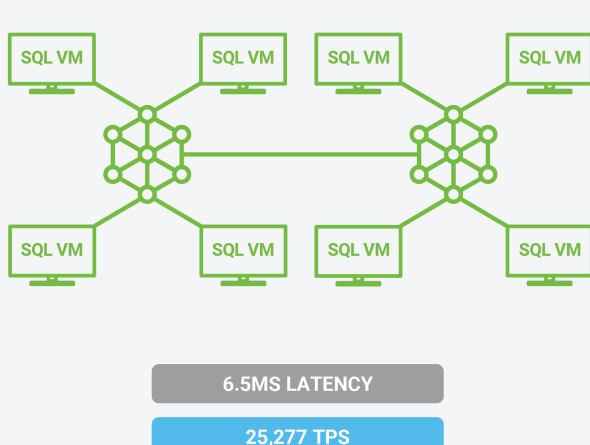 SQL VM SQL VM SQL VM SQL VM
SQL VM SQL VM SQL VM SQL VM
6.5MS LATENCY
25,277 TPS